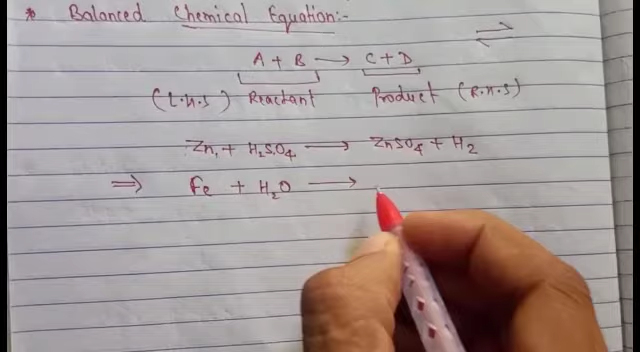 * Balanced Chemical Equation:-
A + B → C + D
(L.H.S) Reactant Product (R.H.S)
Zn + H₂SO₄ → ZnSO₄ + H₂
⇒ Fe + H₂O →